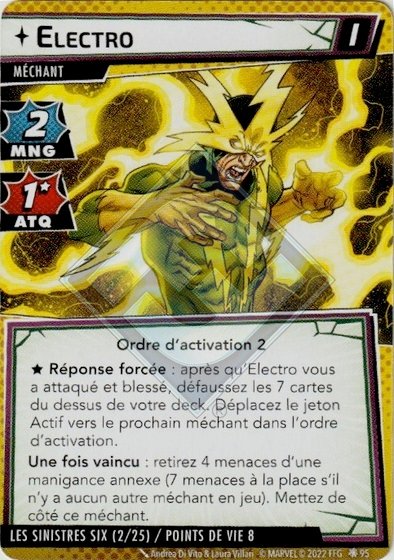 ELECTRO
I
MÉCHANT
2
MNG
1★
ATQ
Ordre d'activation 2
★ Réponse forcée : après qu'Electro vous
a attaqué et blessé, défaussez les 7 cartes
du dessus de votre deck. Déplacez le jeton
Actif vers le prochain méchant dans l'ordre
d'activation.
Une fois vaincu : retirez 4 menaces d'une
manigance annexe (7 menaces à la place s'il
n'y a aucun autre méchant en jeu). Mettez de
côté ce méchant.
LES SINISTRES SIX (2/25) / POINTS DE VIE 8
Andrea Di Vito & Laura Villari © MARVEL © 2022 FFG 95